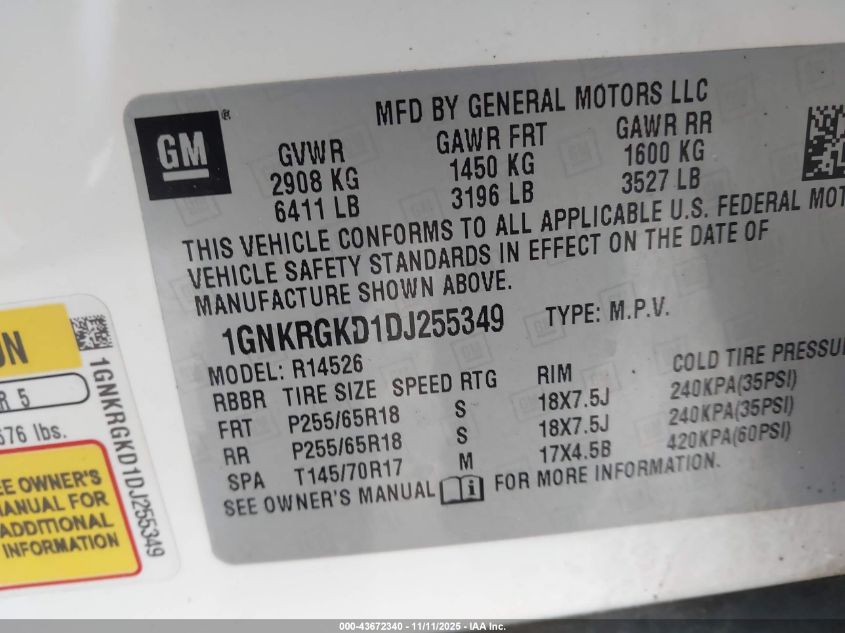 MFD BY GENERAL MOTORS LLC
GM®
GVWR GAWR FRT GAWR RR
2908 KG 1450 KG 1600 KG
6411 LB 3196 LB 3527 LB
THIS VEHICLE CONFORMS TO ALL APPLICABLE U.S. FEDERAL MOT
VEHICLE SAFETY STANDARDS IN EFFECT ON THE DATE OF
MANUFACTURE SHOWN ABOVE.
1GNKRGKD1DJ255349 TYPE: M.P.V.
MODEL: R14526
RBBR TIRE SIZE SPEED RTG RIM COLD TIRE PRESSU
FRT P255/65R18 S 18X7.5J 240KPA(35PSI)
RR P255/65R18 S 18X7.5J 240KPA(35PSI)
SPA T145/70R17 M 17X4.5B 420KPA(60PSI)
SEE OWNER'S MANUAL i FOR MORE INFORMATION.
ON
R 5
676 lbs.
EE OWNER'S
ANUAL FOR
ADDITIONAL
INFORMATION
1GNKRGKD1DJ255349
000-43672340 - 11/11/2025 - IAA Inc.